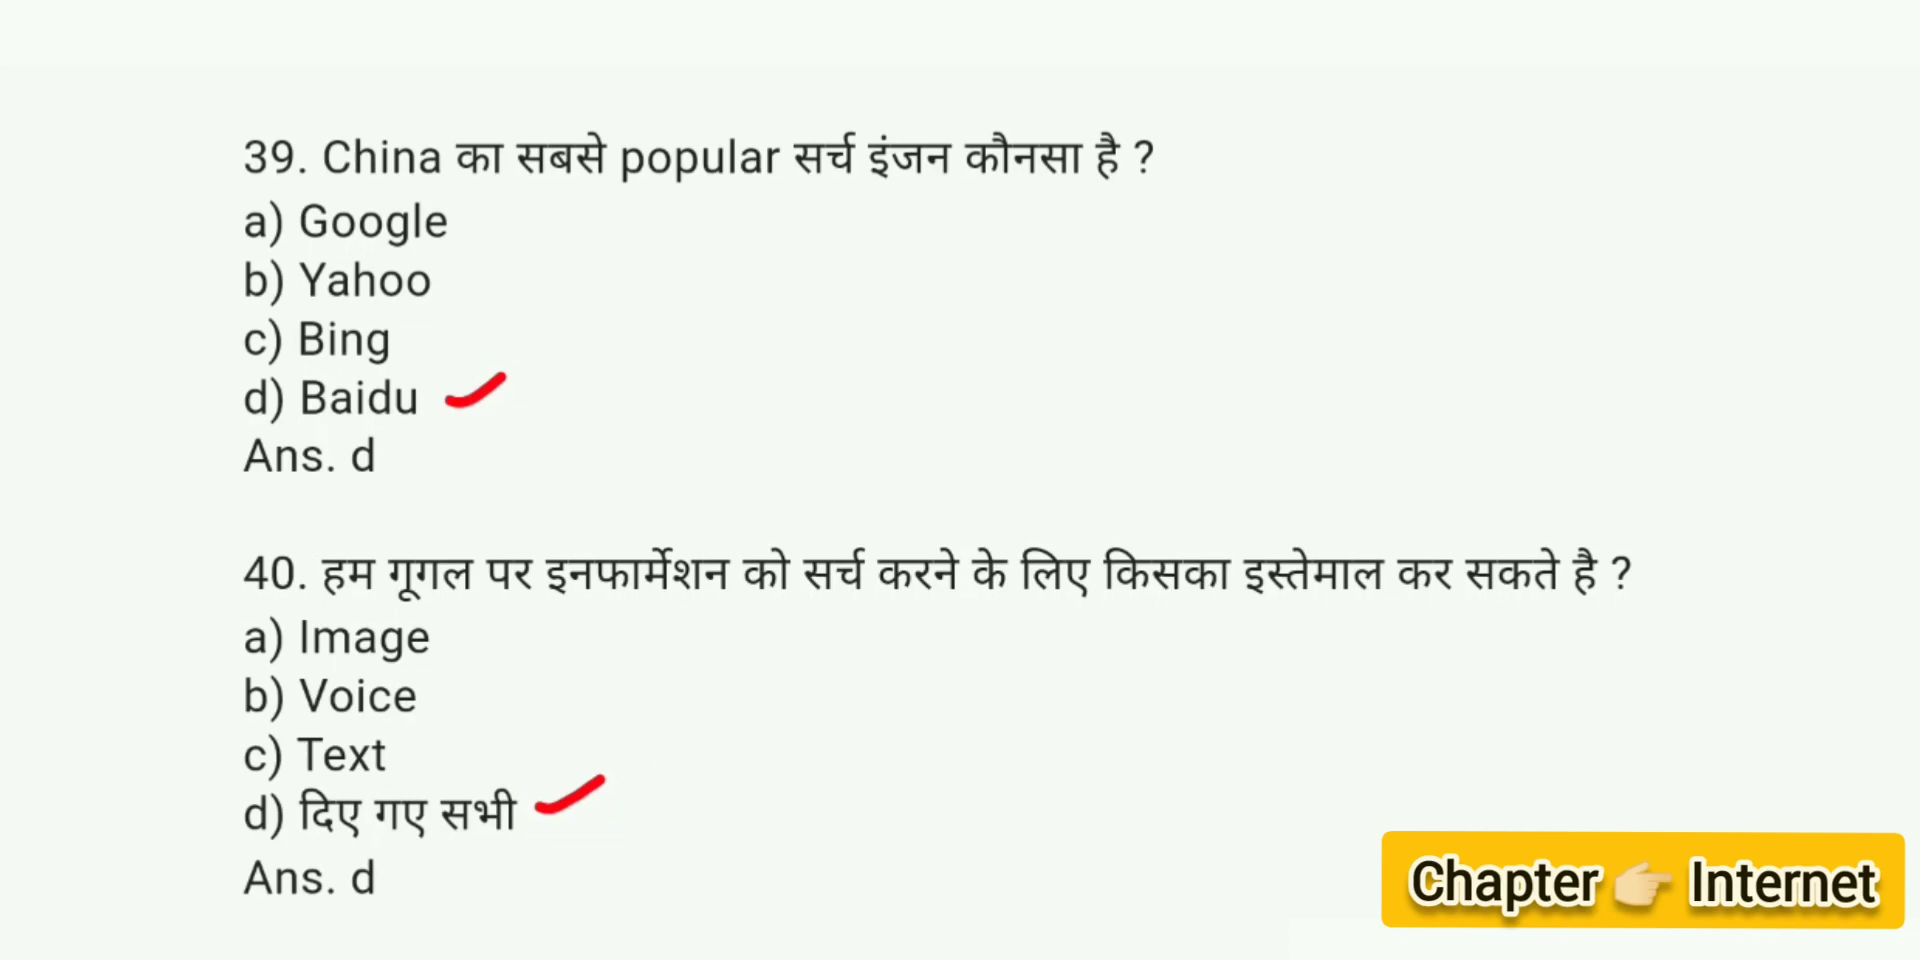 39. China का सबसे popular सर्च इंजन कौनसा है ?
a) Google
b) Yahoo
c) Bing
d) Baidu
Ans. d
40. हम गूगल पर इनफार्मेशन को सर्च करने के लिए किसका इस्तेमाल कर सकते है ?
a) Image
b) Voice
c) Text
d) दिए गए सभी
Ans. d
Chapter 👉 Internet